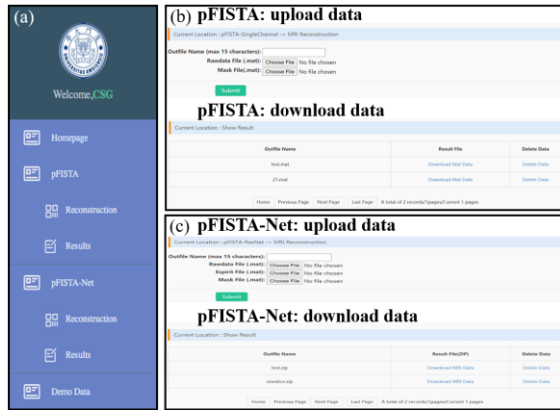 (a)
Welcome,CSG
Homepage
pFISTA
Reconstruction
Results
pFISTA-Net
Reconstruction
Results
Demo Data
(b) pFISTA: upload data
Current Location : pFISTA-SingleChannel -> MRI Reconstruction
Outfile Name (max 15 characters):
Rawdata File (.mat): Choose File No file chosen
Mask File(.mat): Choose File No file chosen
Submit
pFISTA: download data
Current Location : Show Result
Outfile Name Result File Delete Data
test.mat Download Mat Data Delete Data
21.mat Download Mat Data Delete Data
Home Previous Page Next Page Last Page A total of 2 records/1pages/Current 1 pages
(c) pFISTA-Net: upload data
Current Location : pFISTA-ResNet -> MRI Reconstruction
Outfile Name (max 15 characters):
Rawdata File (.mat): Choose File No file chosen
Espirit File (.mat): Choose File No file chosen
Mask File (.mat): Choose File No file chosen
Submit
pFISTA-Net: download data
Current Location : Show Result
Outfile Name Result File(ZIP) Delete Data
test.zip Download MRI Data Delete Data
Download MRI Data Delete Data
Home Previous Page Next Page Last Page A total of 2 records/1pages/Current 1 pages